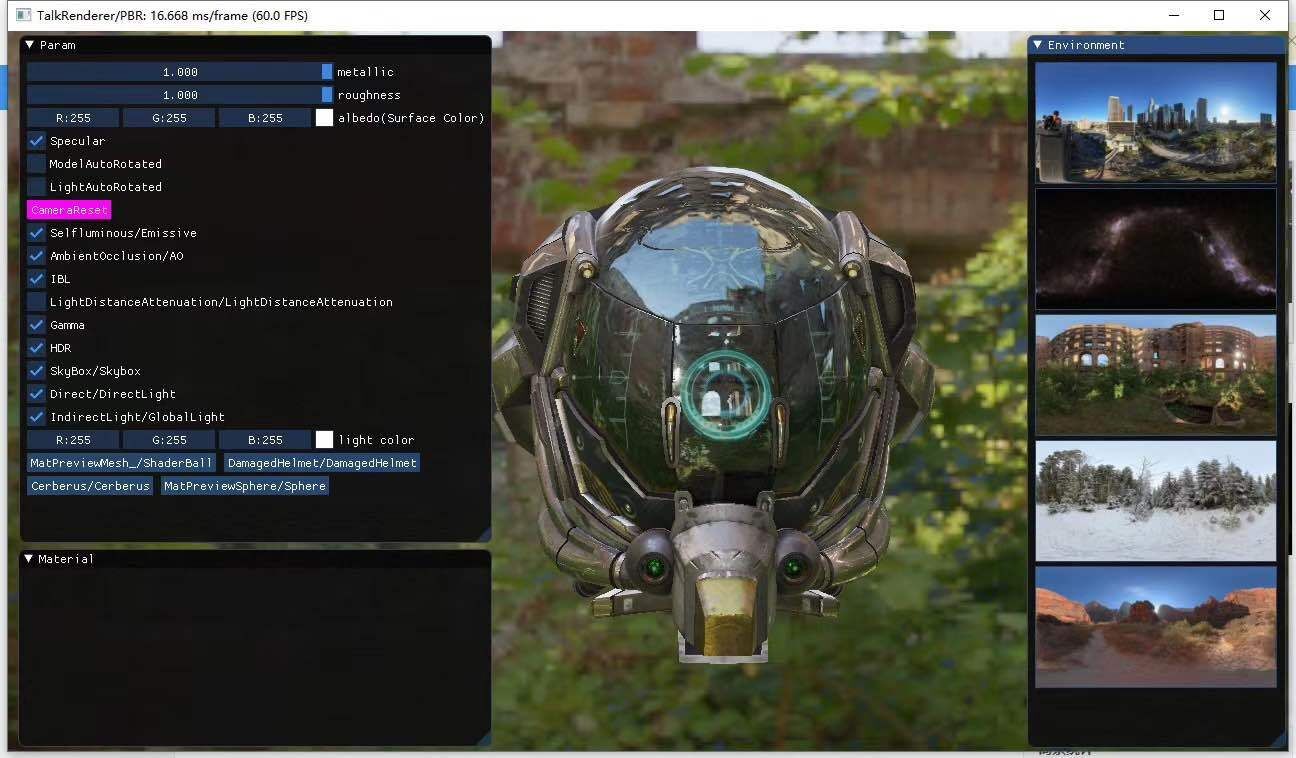 TalkRenderer/PBR: 16.668 ms/frame (60.0 FPS)
Param
1.000 metallic
1.000 roughness
R:255 G:255 B:255 albedo(Surface Color)
Specular
ModelAutoRotated
LightAutoRotated
CameraReset
Selfluminous/Emissive
AmbientOcclusion/AO
IBL
LightDistanceAttenuation/LightDistanceAttenuation
Gamma
HDR
SkyBox/Skybox
Direct/DirectLight
IndirectLight/GlobalLight
R:255 G:255 B:255 light color
MatPreviewMesh_/ShaderBall DamagedHelmet/DamagedHelmet
Cerberus/Cerberus MatPreviewSphere/Sphere
Material
Environment